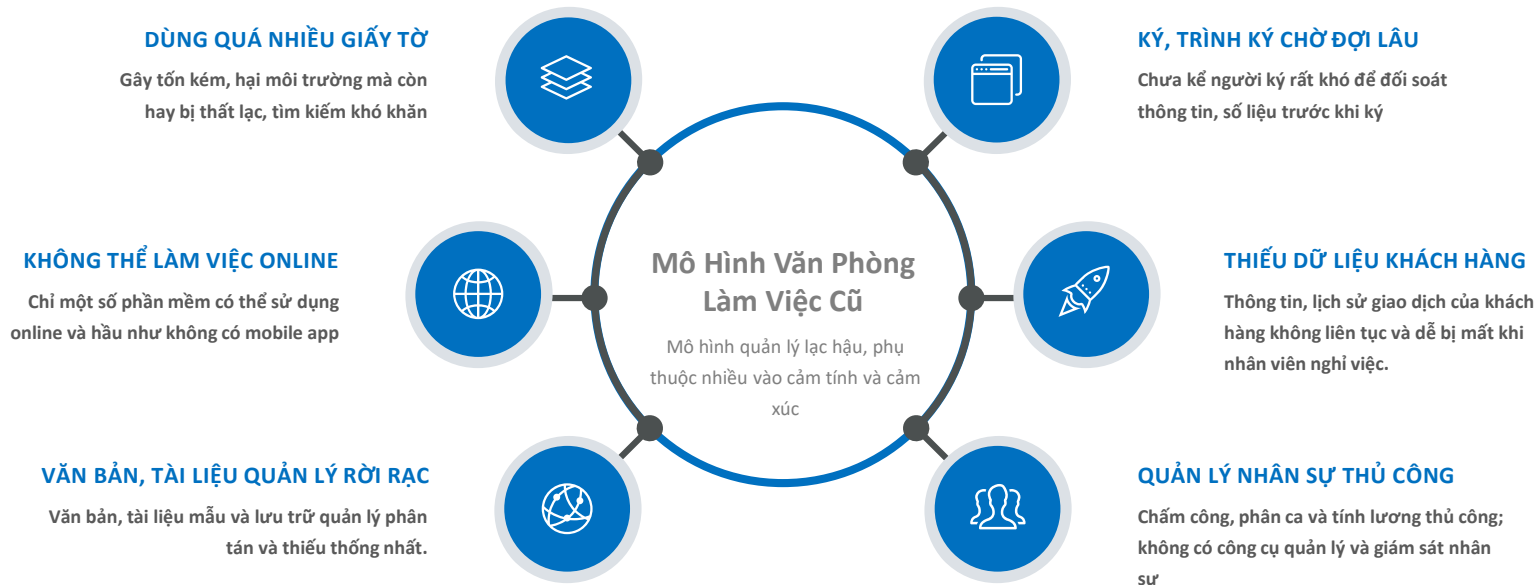 DÙNG QUÁ NHIỀU GIẤY TỜ
Gây tốn kém, hại môi trường mà còn
hay bị thất lạc, tìm kiếm khó khăn
KHÔNG THỂ LÀM VIỆC ONLINE
Chỉ một số phần mềm có thể sử dụng
online và hầu như không có mobile app
VĂN BẢN, TÀI LIỆU QUẢN LÝ RỜI RẠC
Văn bản, tài liệu mẫu và lưu trữ quản lý phân
tán và thiếu thống nhất.
Mô Hình Văn Phòng
Làm Việc Cũ
Mô hình quản lý lạc hậu, phụ
thuộc nhiều vào cảm tính và cảm
xúc
KÝ, TRÌNH KÝ CHỜ ĐỢI LÂU
Chưa kể người ký rất khó để đối soát
thông tin, số liệu trước khi ký
THIẾU DỮ LIỆU KHÁCH HÀNG
Thông tin, lịch sử giao dịch của khách
hàng không liên tục và dễ bị mất khi
nhân viên nghỉ việc.
QUẢN LÝ NHÂN SỰ THỦ CÔNG
Chấm công, phân ca và tính lương thủ công;
không có công cụ quản lý và giám sát nhân
sự